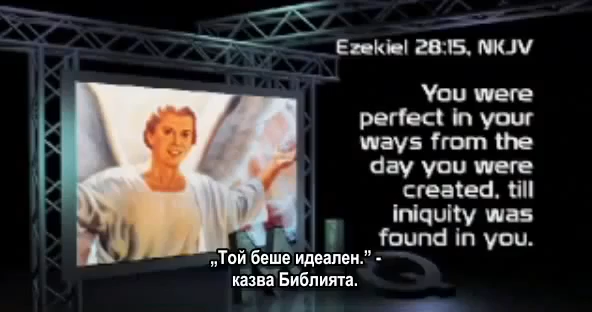 Ezekiel 28:15, NKJV
You were
perfect in your
ways from the
day you were
created, till
iniquity was
found in you.
„Той беше идеален.” -
казва Библията.